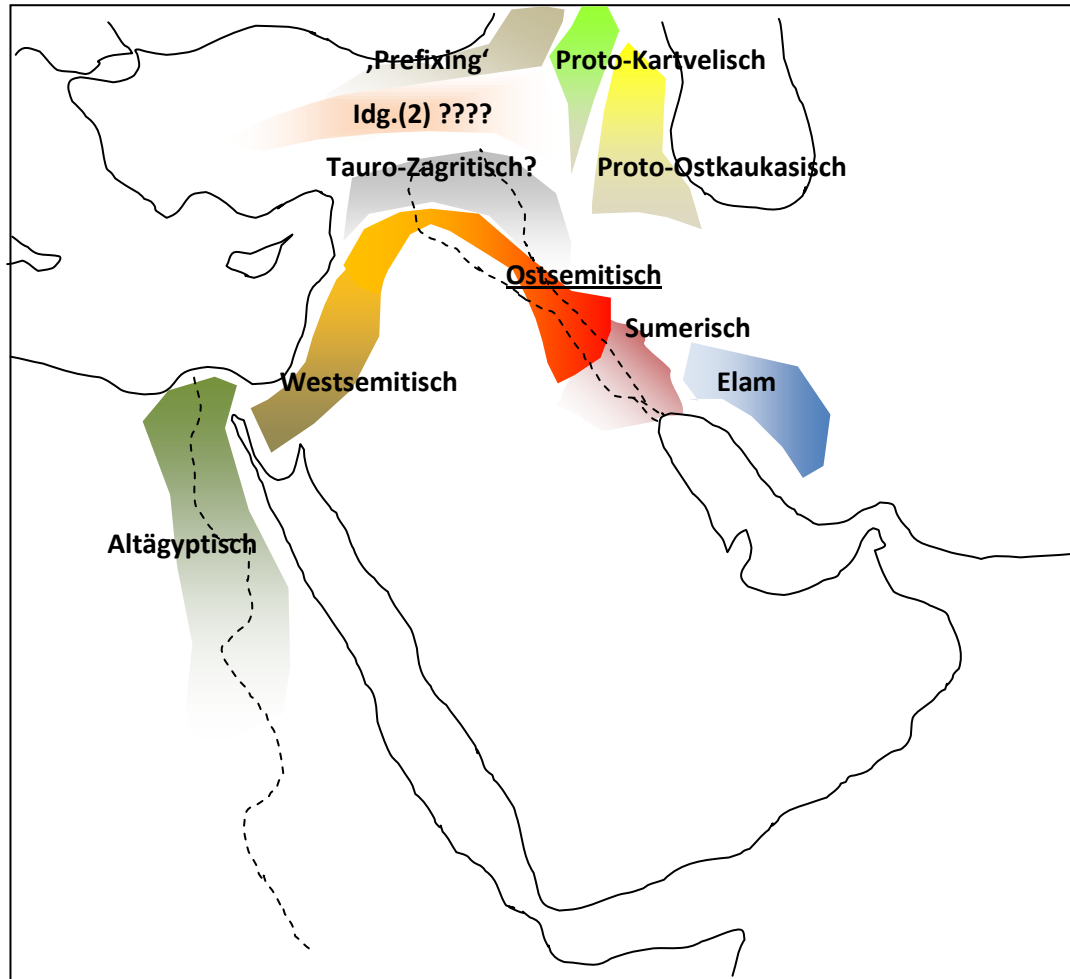 ‚Prefixing‘
Proto-Kartvelisch
Idg.(2) ????
Tauro-Zagritisch?
Proto-Ostkaukasisch
Ostsemitisch
Sumerisch
Westsemitisch
Elam
Altägyptisch